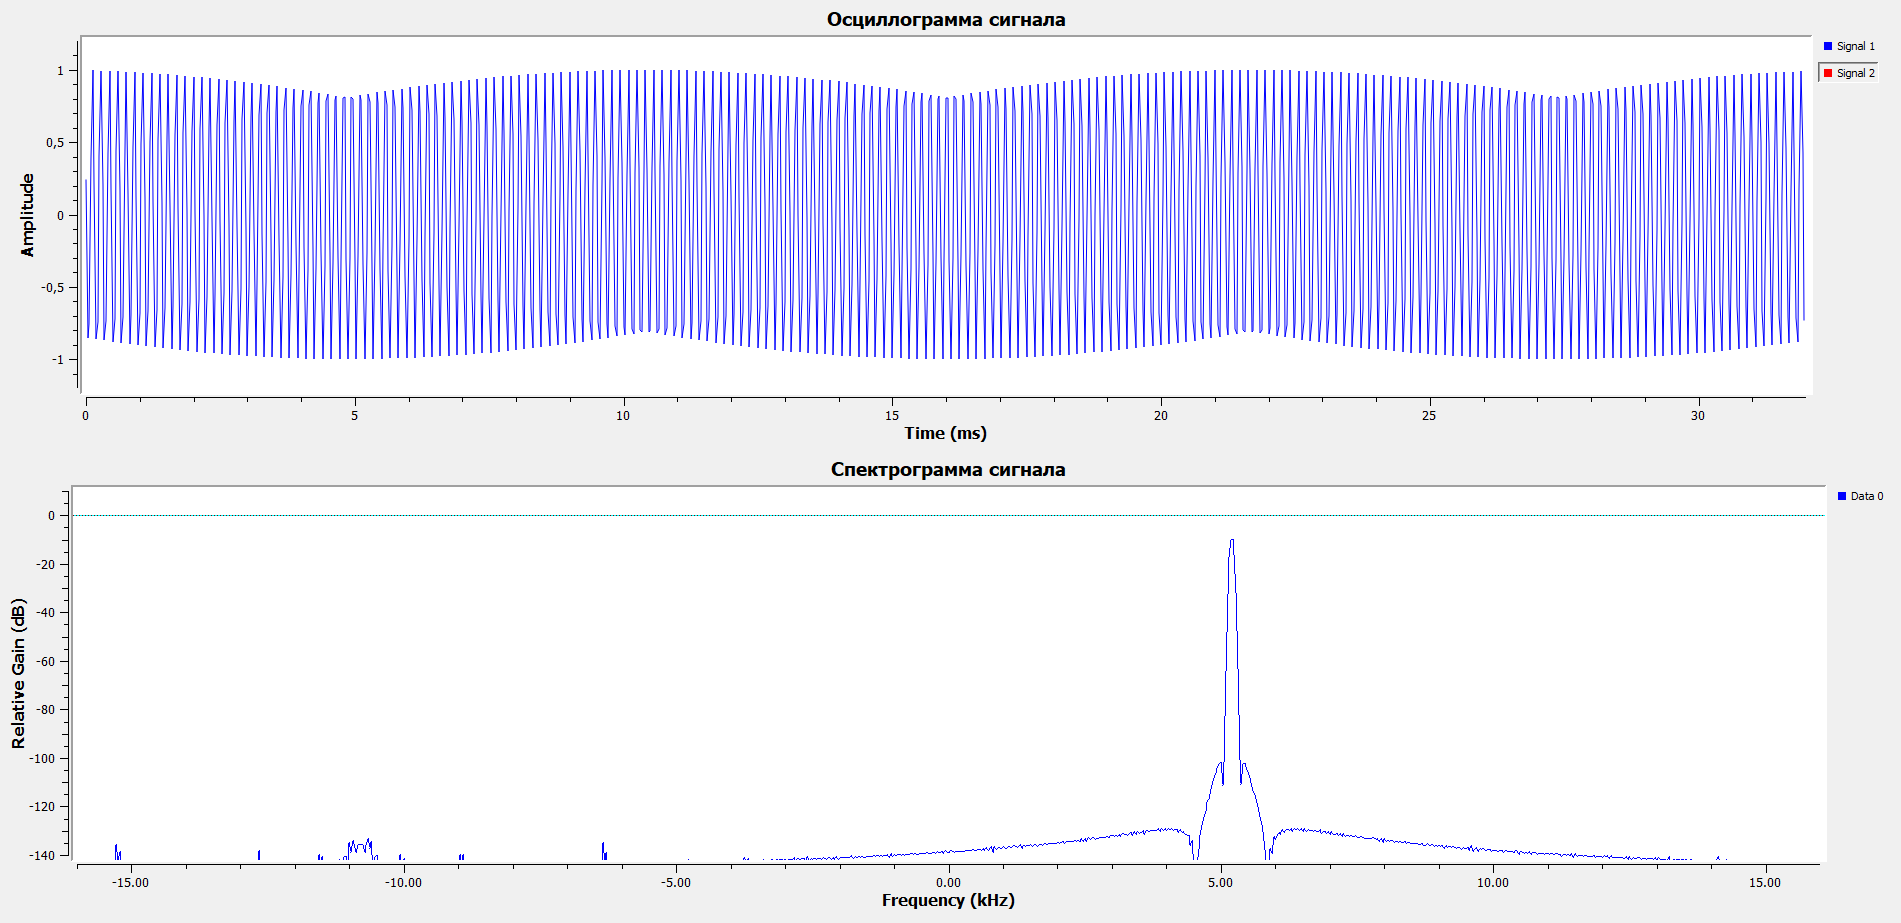 Осциллограмма сигнала
Signal 1
Signal 2
1
0,5
0
-0,5
-1
Amplitude
0 5 10 15 20 25 30
Time (ms)
Спектрограмма сигнала
Data 0
0
-20
-40
-60
-80
-100
-120
-140
Relative Gain (dB)
-15.00 -10.00 -5.00 0.00 5.00 10.00 15.00
Frequency (kHz)